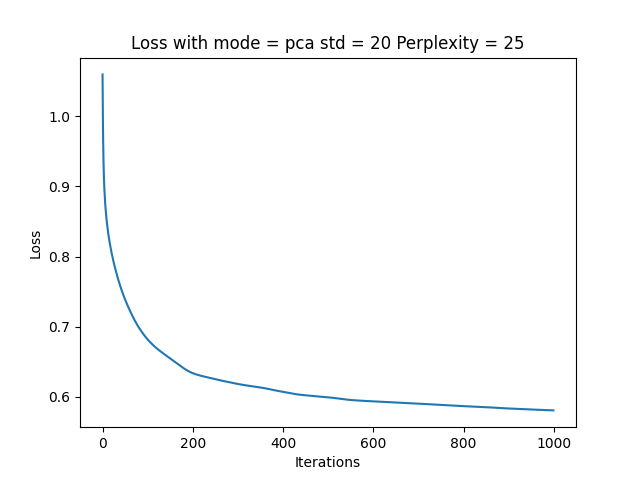 Loss with mode = pca std = 20 Perplexity = 25
1.0
0.9
0.8
0.7
0.6
Loss
0 200 400 600 800 1000
Iterations